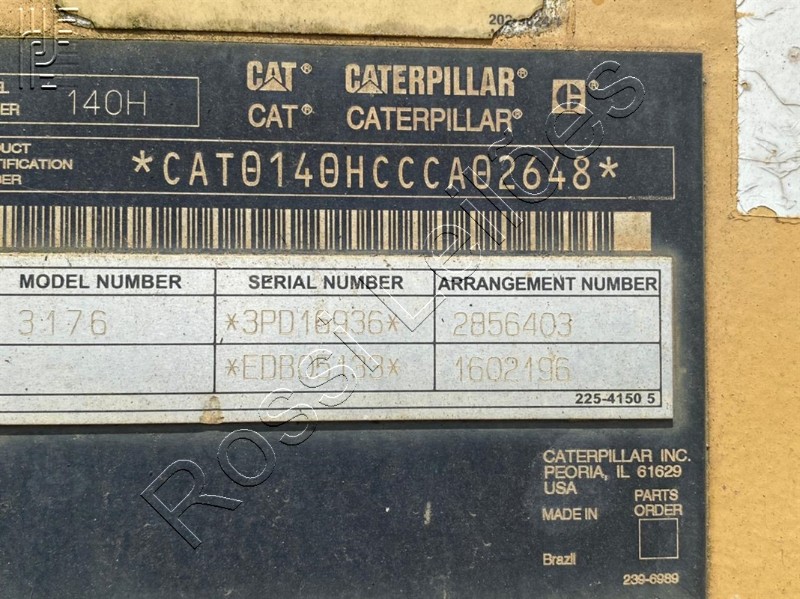 CAT® CATERPILLAR®
140H CAT® CATERPILLAR®
*CAT0140HCCCA02648*
MODEL NUMBER SERIAL NUMBER ARRANGEMENT NUMBER
3176 *3PD16936* 2856403
1602196
225-4150 5
CATERPILLAR INC.
PEORIA, IL 61629
USA
PARTS
MADE IN ORDER
Brazil
239-6989
Rossi Leilões